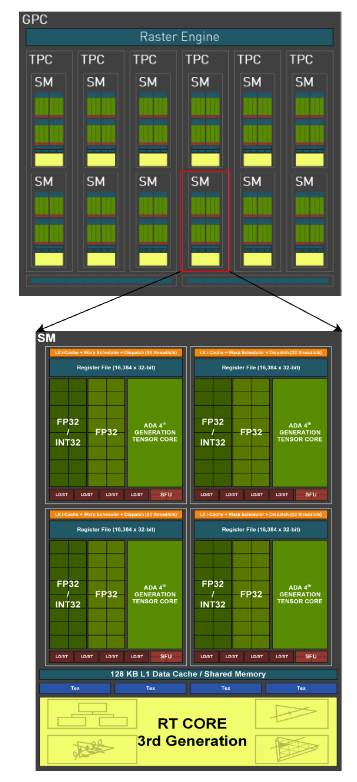 GPC
Raster Engine
TPC TPC TPC TPC TPC TPC
SM SM SM SM SM SM
SM SM SM SM SM SM
SM
L0 i-Cache + Warp Scheduler + Dispatch (32 thread/clk) L0 i-Cache + Warp Scheduler + Dispatch (32 thread/clk)
Register File (16,384 x 32-bit) Register File (16,384 x 32-bit)
FP32 / INT32 FP32 ADA 4th GENERATION TENSOR CORE FP32 / INT32 FP32 ADA 4th GENERATION TENSOR CORE
LD/ST LD/ST LD/ST LD/ST SFU LD/ST LD/ST LD/ST LD/ST SFU
L0 i-Cache + Warp Scheduler + Dispatch (32 thread/clk) L0 i-Cache + Warp Scheduler + Dispatch (32 thread/clk)
Register File (16,384 x 32-bit) Register File (16,384 x 32-bit)
FP32 / INT32 FP32 ADA 4th GENERATION TENSOR CORE FP32 / INT32 FP32 ADA 4th GENERATION TENSOR CORE
LD/ST LD/ST LD/ST LD/ST SFU LD/ST LD/ST LD/ST LD/ST SFU
128 KB L1 Data Cache / Shared Memory
Tex Tex Tex Tex
RT CORE
3rd Generation